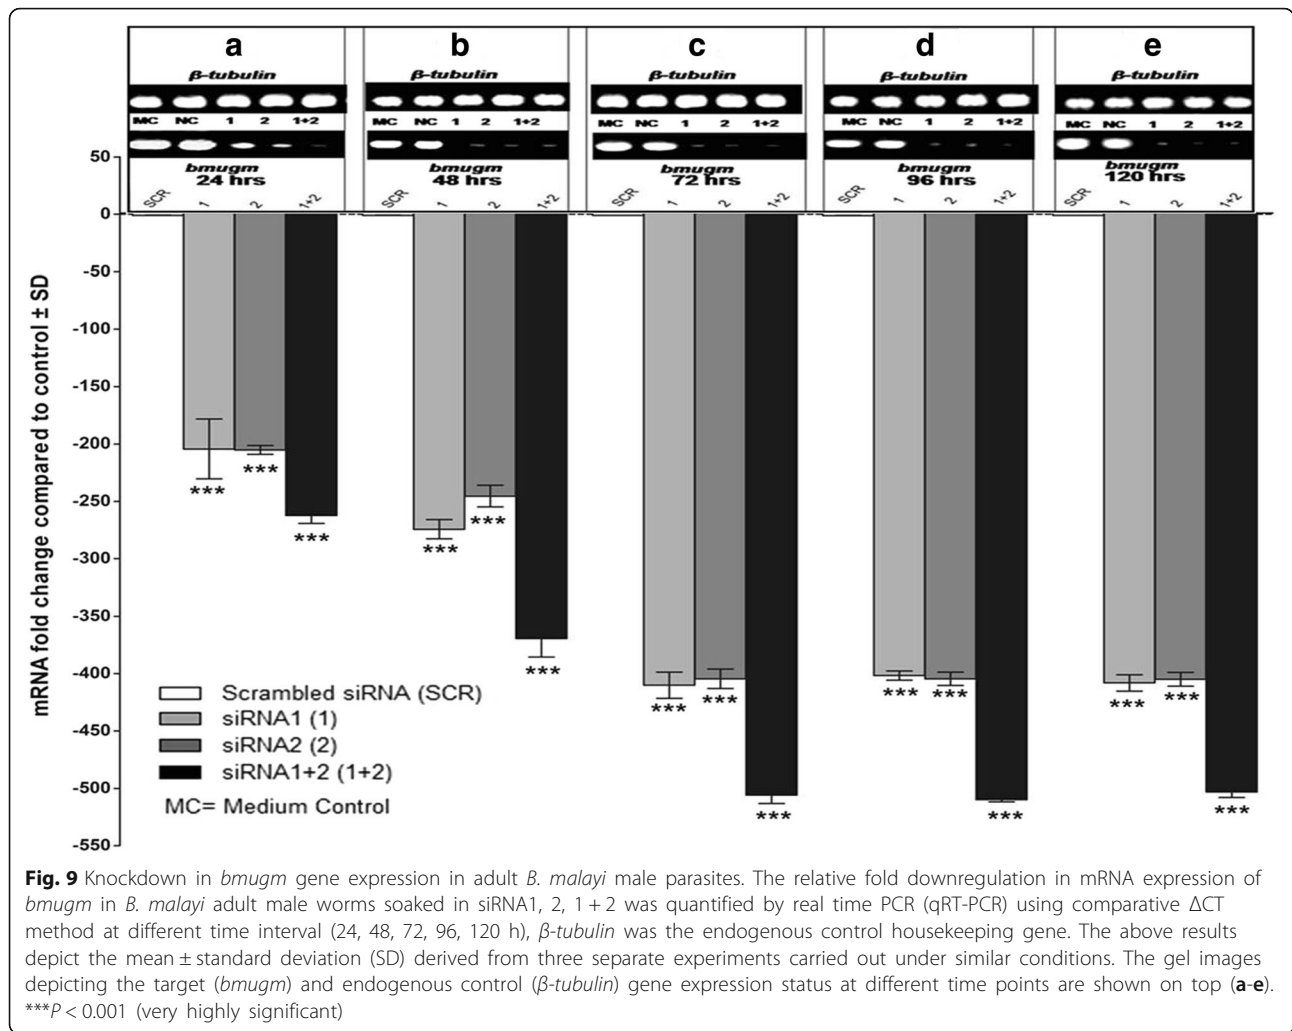 a b c d e
β-tubulin β-tubulin β-tubulin β-tubulin β-tubulin
MC NC 1 2 1+2 MC NC 1 2 1+2 MC NC 1 2 1+2 MC NC 1 2 1+2 MC NC 1 2 1+2
bmugm bmugm bmugm bmugm bmugm
24 hrs 48 hrs 72 hrs 96 hrs 120 hrs
SCR 1 2 1+2 SCR 1 2 1+2 SCR 1 2 1+2 SCR 1 2 1+2 SCR 1 2 1+2
mRNA fold change compared to control ± SD
50
0
-50
-100
-150
-200
-250
-300
-350
-400
-450
-500
-550
*** *** ***
*** *** ***
*** *** ***
*** *** ***
*** *** ***
Scrambled siRNA (SCR)
siRNA1 (1)
siRNA2 (2)
siRNA1+2 (1+2)
MC= Medium Control
Fig. 9 Knockdown in bmugm gene expression in adult B. malayi male parasites. The relative fold downregulation in mRNA expression of
bmugm in B. malayi adult male worms soaked in siRNA1, 2, 1 + 2 was quantified by real time PCR (qRT-PCR) using comparative ΔCT
method at different time interval (24, 48, 72, 96, 120 h), β-tubulin was the endogenous control housekeeping gene. The above results
depict the mean ± standard deviation (SD) derived from three separate experiments carried out under similar conditions. The gel images
depicting the target (bmugm) and endogenous control (β-tubulin) gene expression status at different time points are shown on top (a-e).
***P < 0.001 (very highly significant)